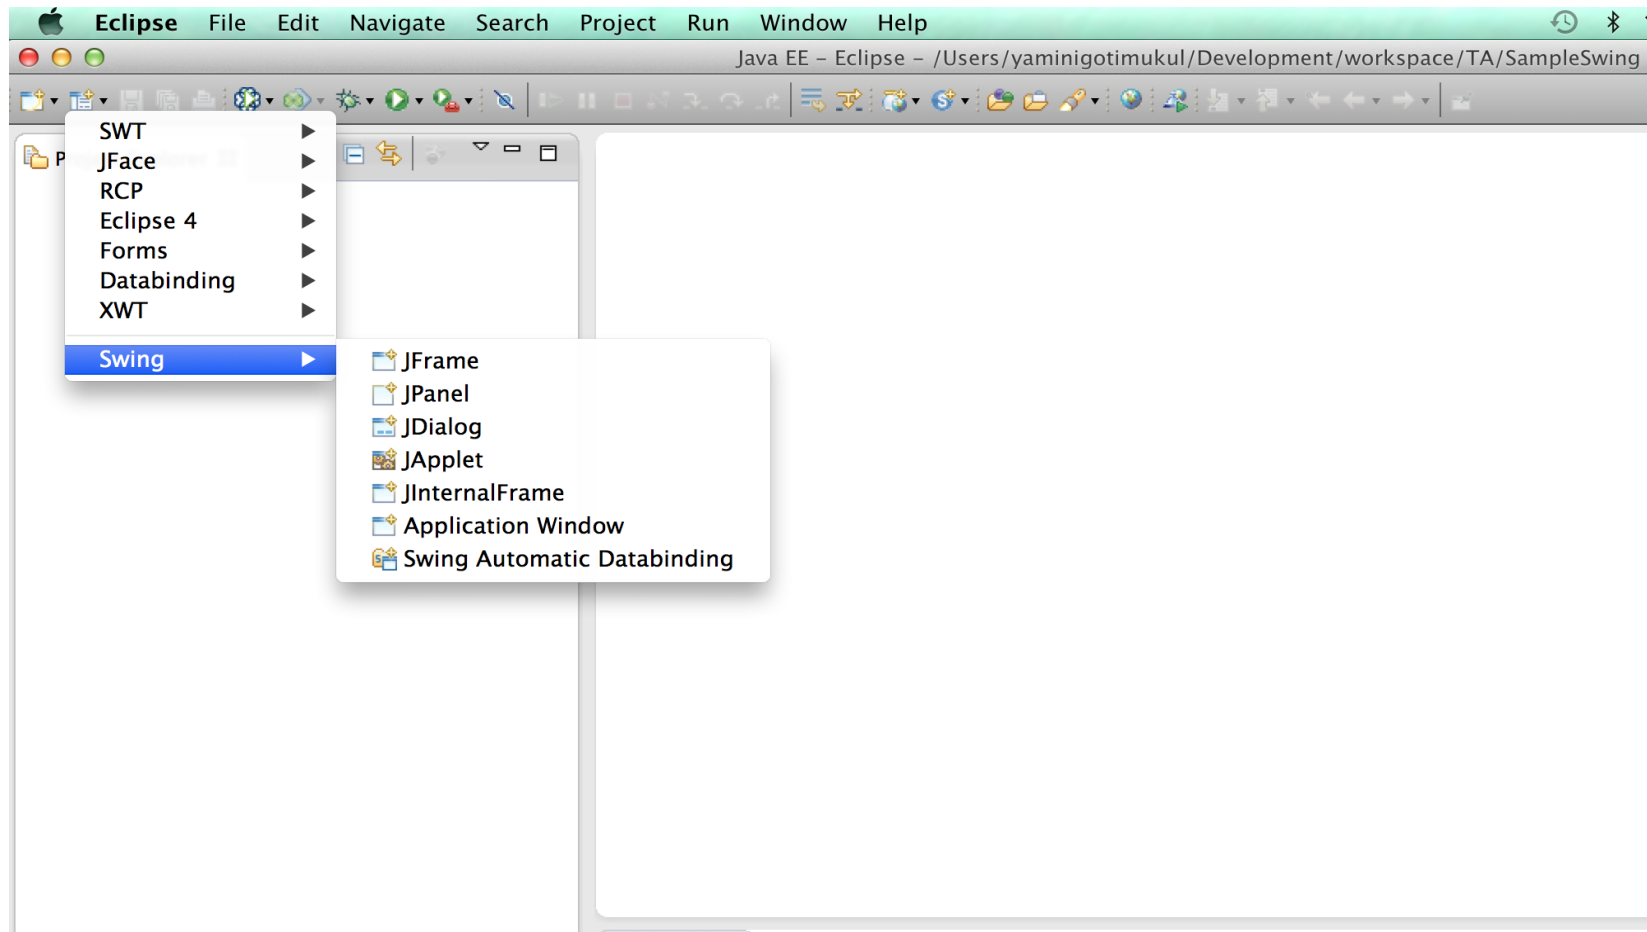 Eclipse File Edit Navigate Search Project Run Window Help
Java EE – Eclipse – /Users/yaminigotimukul/Development/workspace/TA/SampleSwing
SWT
JFace
RCP
Eclipse 4
Forms
Databinding
XWT
Swing
JFrame
JPanel
JDialog
JApplet
JInternalFrame
Application Window
Swing Automatic Databinding